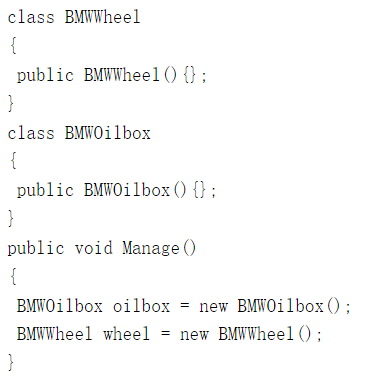 class BMWWheel
{
 public BMWWheel(){};
}
class BMWOilbox
{
 public BMWOilbox(){};
}
public void Manage()
{
 BMWOilbox oilbox = new BMWOilbox();
 BMWWheel wheel = new BMWWheel();
}